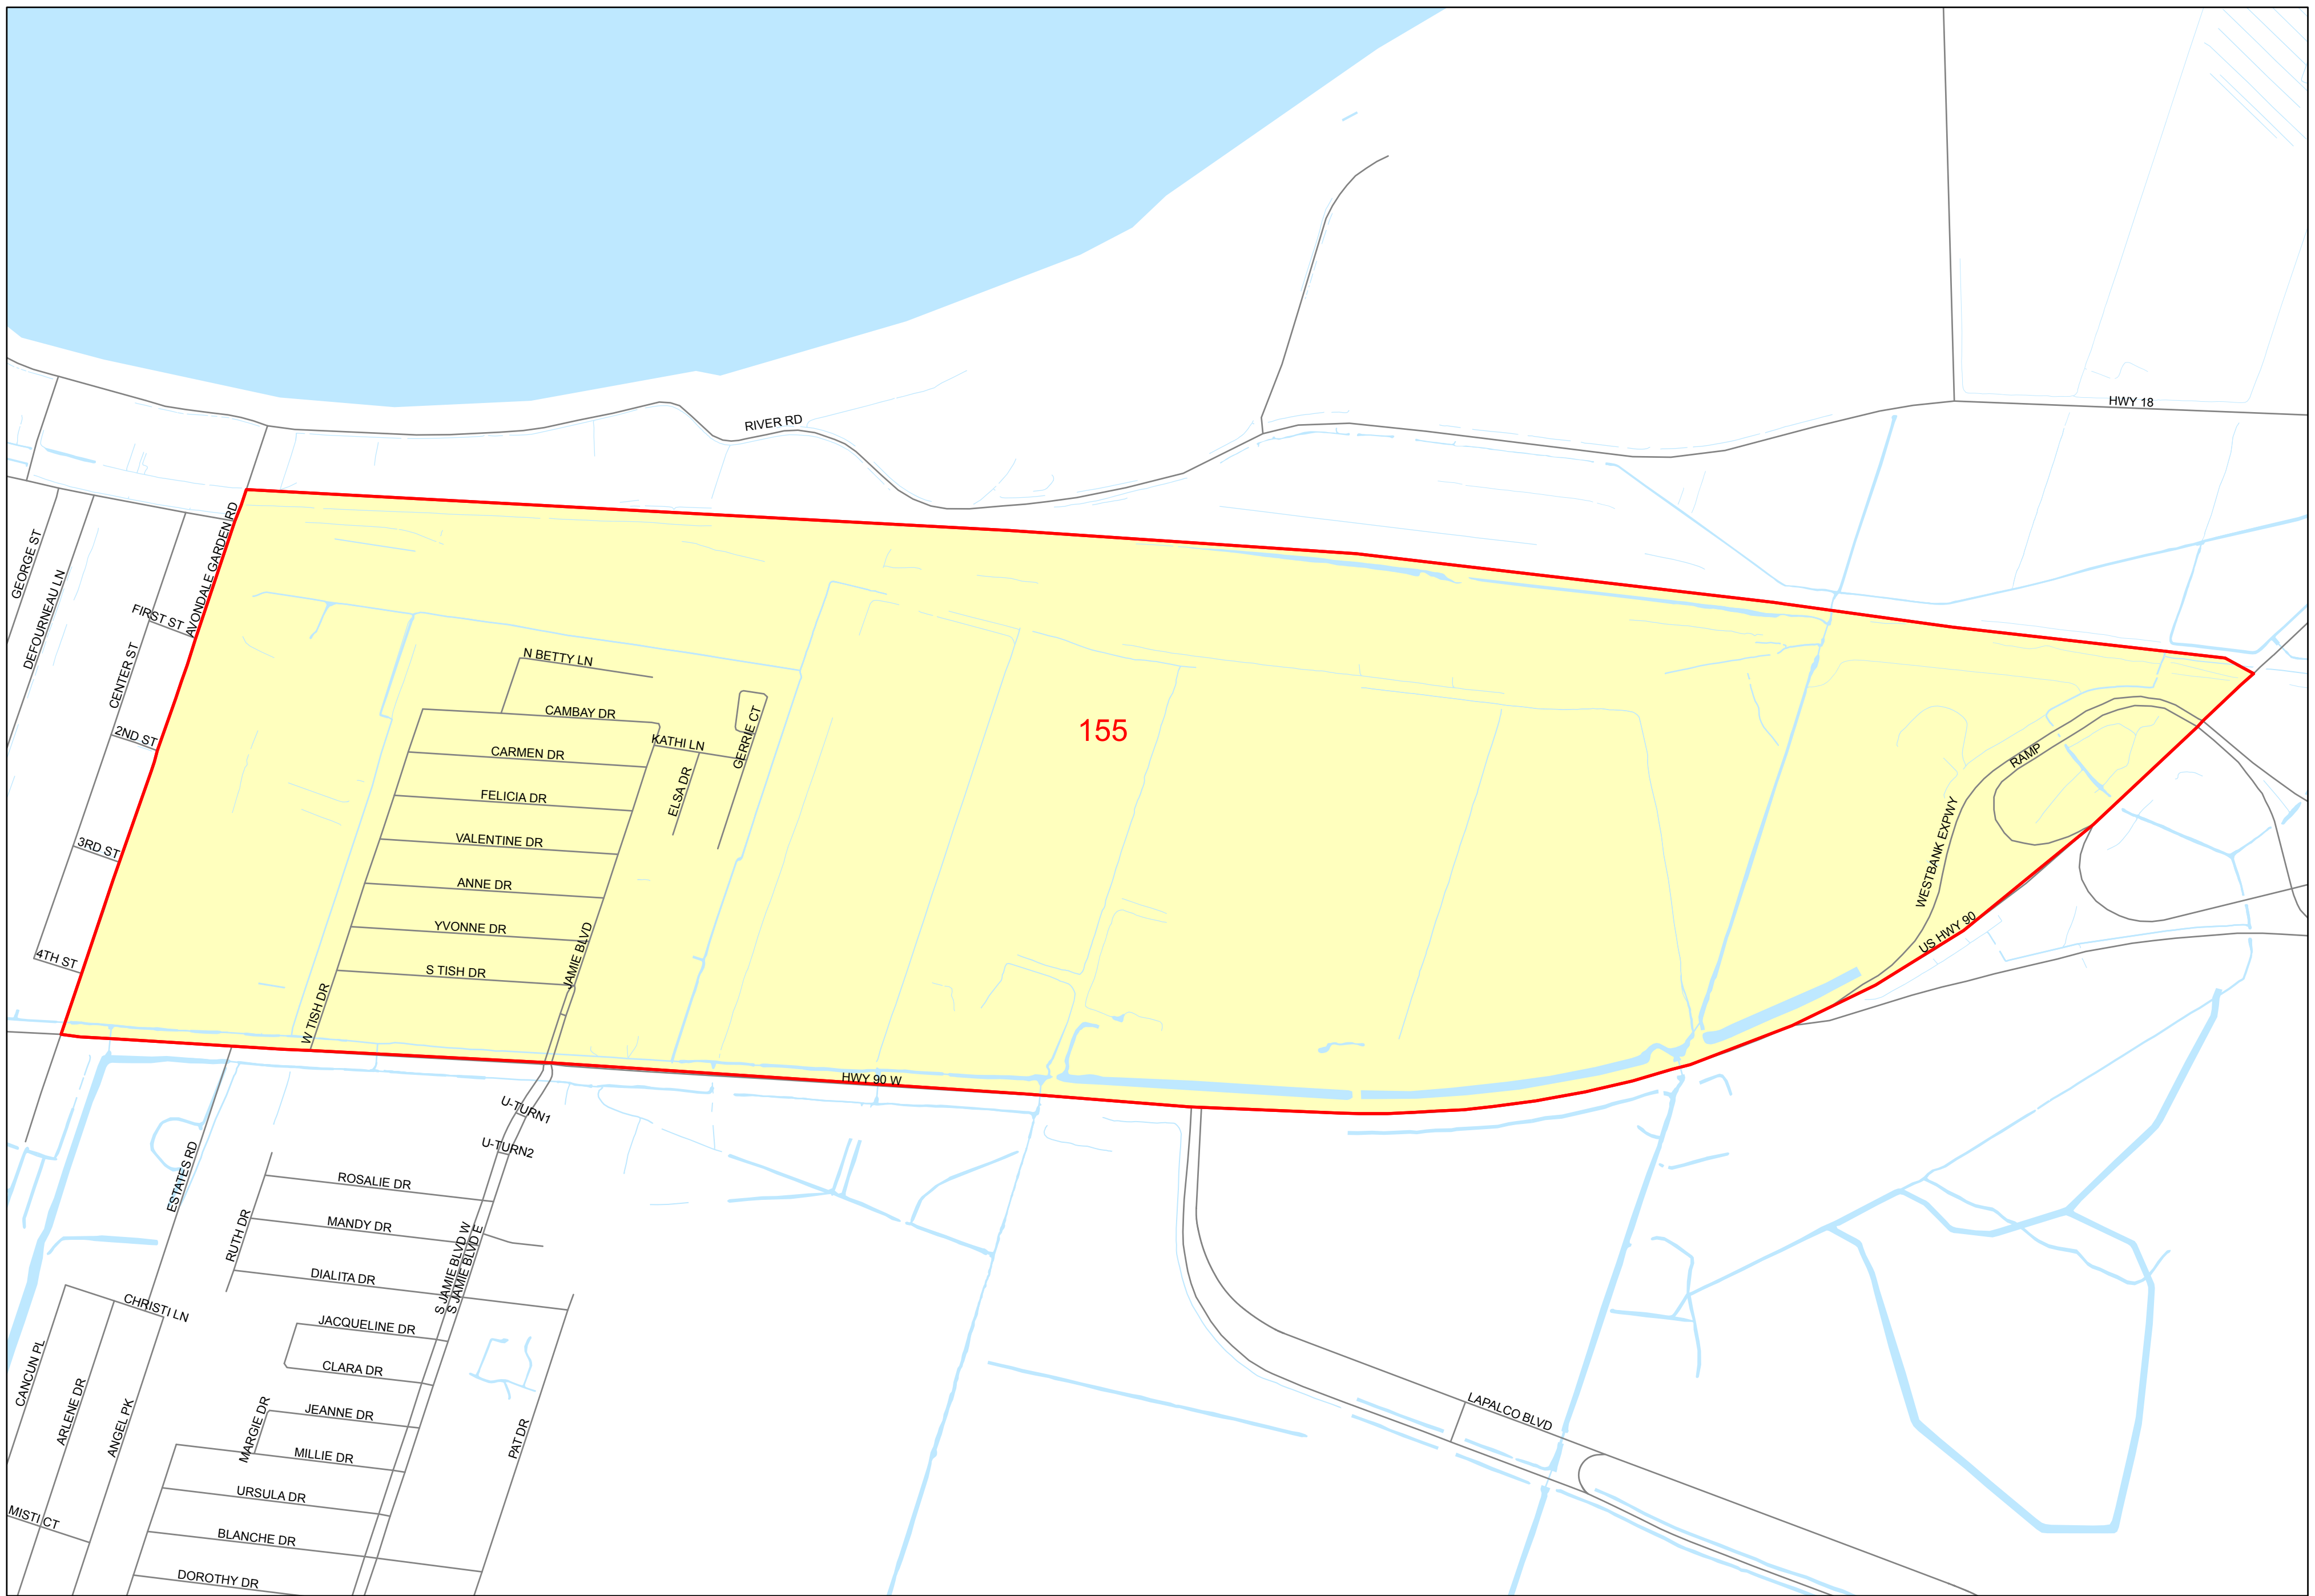 HWY 18
RIVER RD
GEORGE ST
DEFOURNEAU LN
CENTER ST
AVONDALE GARDEN RD
FIRST ST
2ND ST
3RD ST
4TH ST
N BETTY LN
CAMBAY DR
CARMEN DR
KATHI LN
GERRIE CT
ELSA DR
FELICIA DR
VALENTINE DR
ANNE DR
YVONNE DR
S TISH DR
W TISH DR
JAMIE BLVD
155
RAMP
WESTBANK EXPWY
US HWY 90
HWY 90 W
U-TURN1
U-TURN2
ESTATES RD
ROSALIE DR
RUTH DR
MANDY DR
S JAMIE BLVD W
S JAMIE BLVD E
DIALITA DR
CHRISTI LN
JACQUELINE DR
CANCUN PL
CLARA DR
ARLENE DR
ANGEL PK
MARGIE DR
JEANNE DR
PAT DR
LAPALCO BLVD
MILLIE DR
URSULA DR
MISTI CT
BLANCHE DR
DOROTHY DR